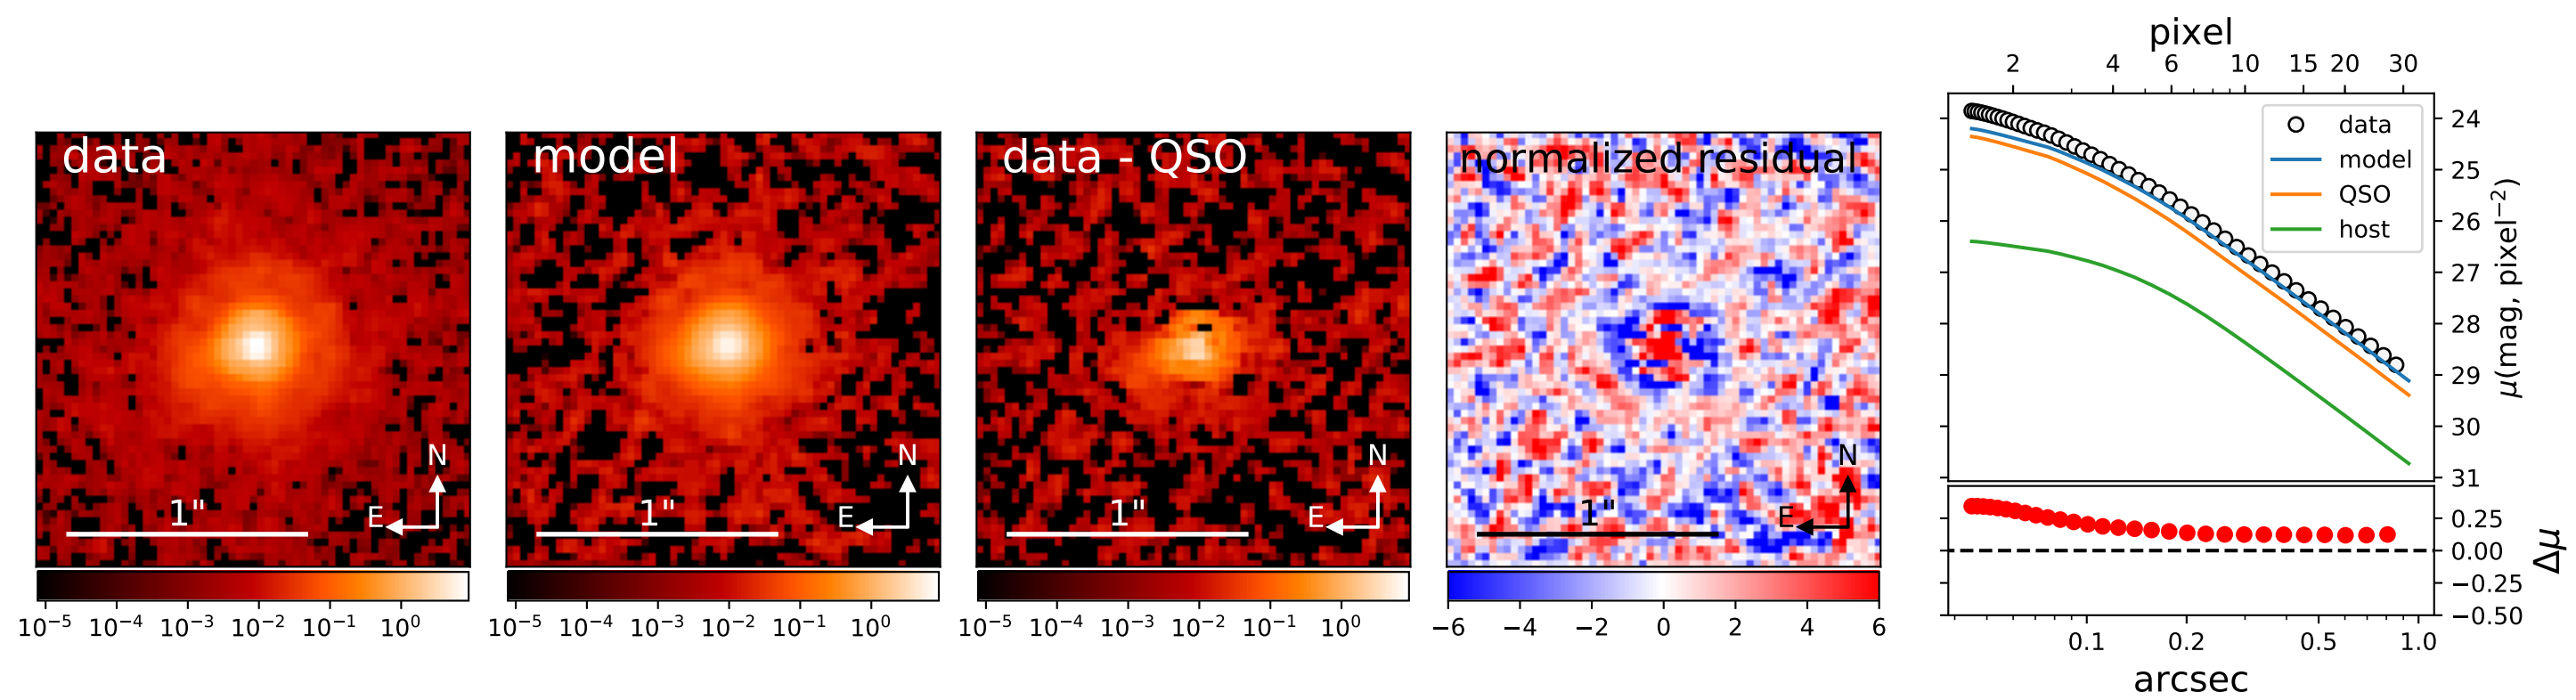 data
N
E
1"
10⁻⁵ 10⁻⁴ 10⁻³ 10⁻² 10⁻¹ 10⁰
model
N
E
1"
10⁻⁵ 10⁻⁴ 10⁻³ 10⁻² 10⁻¹ 10⁰
data - QSO
N
E
1"
10⁻⁵ 10⁻⁴ 10⁻³ 10⁻² 10⁻¹ 10⁰
normalized residual
N
E
1"
−6 −4 −2 0 2 4 6
pixel
2 4 6 10 15 20 30
data
model
QSO
host
24
25
26
27
28
29
30
31
μ(mag, pixel⁻²)
0.25
0.00
−0.25
−0.50
Δμ
0.1 0.2 0.5 1.0
arcsec